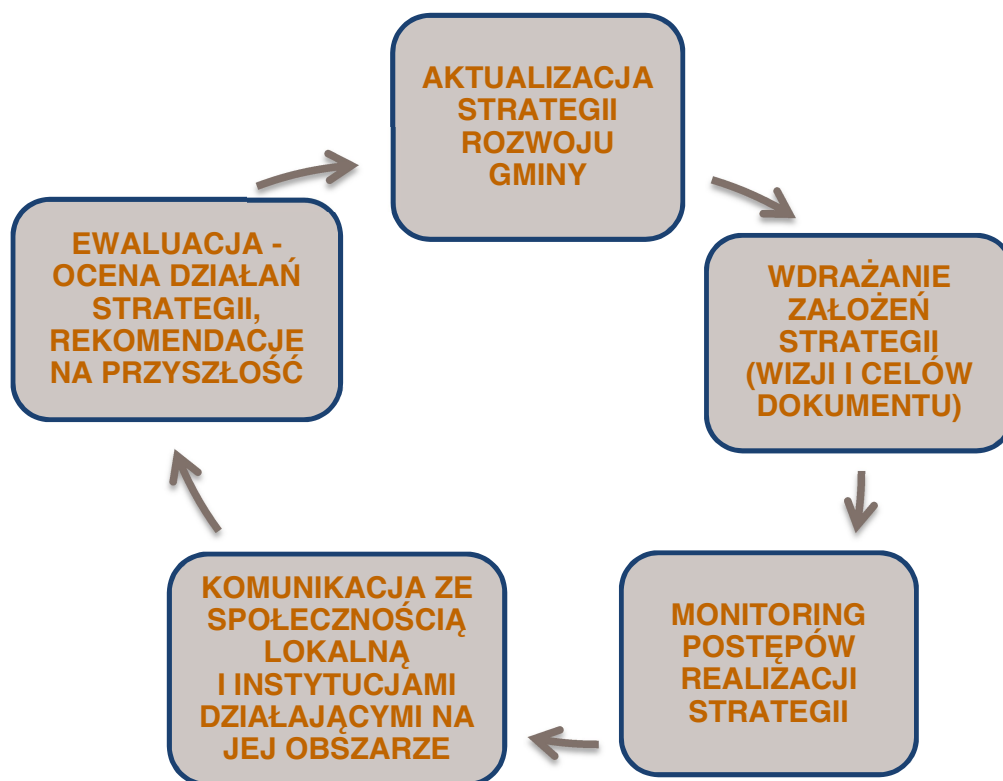 AKTUALIZACJA
STRATEGII
ROZWOJU
GMINY
WDRAŻANIE
ZAŁOŻEŃ
STRATEGII
(WIZJI I CELÓW
DOKUMENTU)
MONITORING
POSTĘPÓW
REALIZACJI
STRATEGII
KOMUNIKACJA ZE
SPOŁECZNOŚCIĄ
LOKALNĄ
I INSTYTUCJAMI
DZIAŁAJĄCYMI NA
JEJ OBSZARZE
EWALUACJA -
OCENA DZIAŁAŃ
STRATEGII,
REKOMENDACJE
NA PRZYSZŁOŚĆ